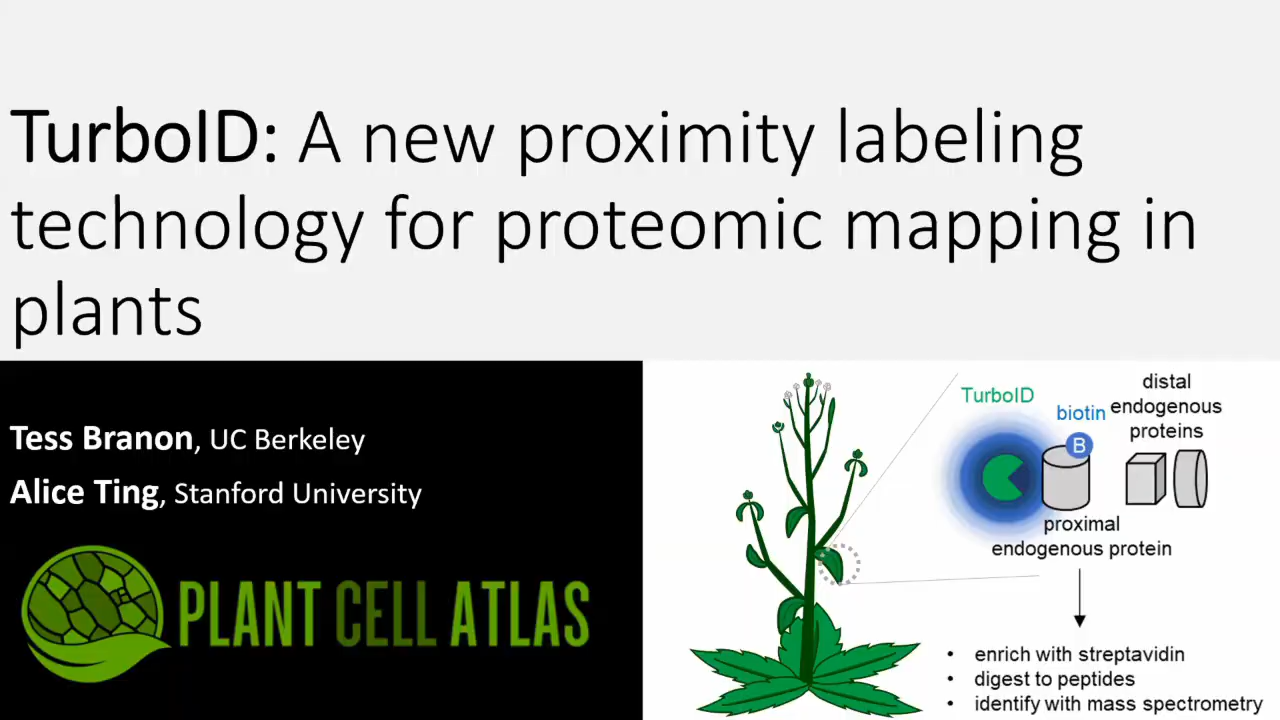 TurboID: A new proximity labeling
technology for proteomic mapping in
plants
Tess Branon, UC Berkeley
Alice Ting, Stanford University
PLANT CELL ATLAS
TurboID
biotin
B
distal
endogenous
proteins
proximal
endogenous protein
• enrich with streptavidin
• digest to peptides
• identify with mass spectrometry